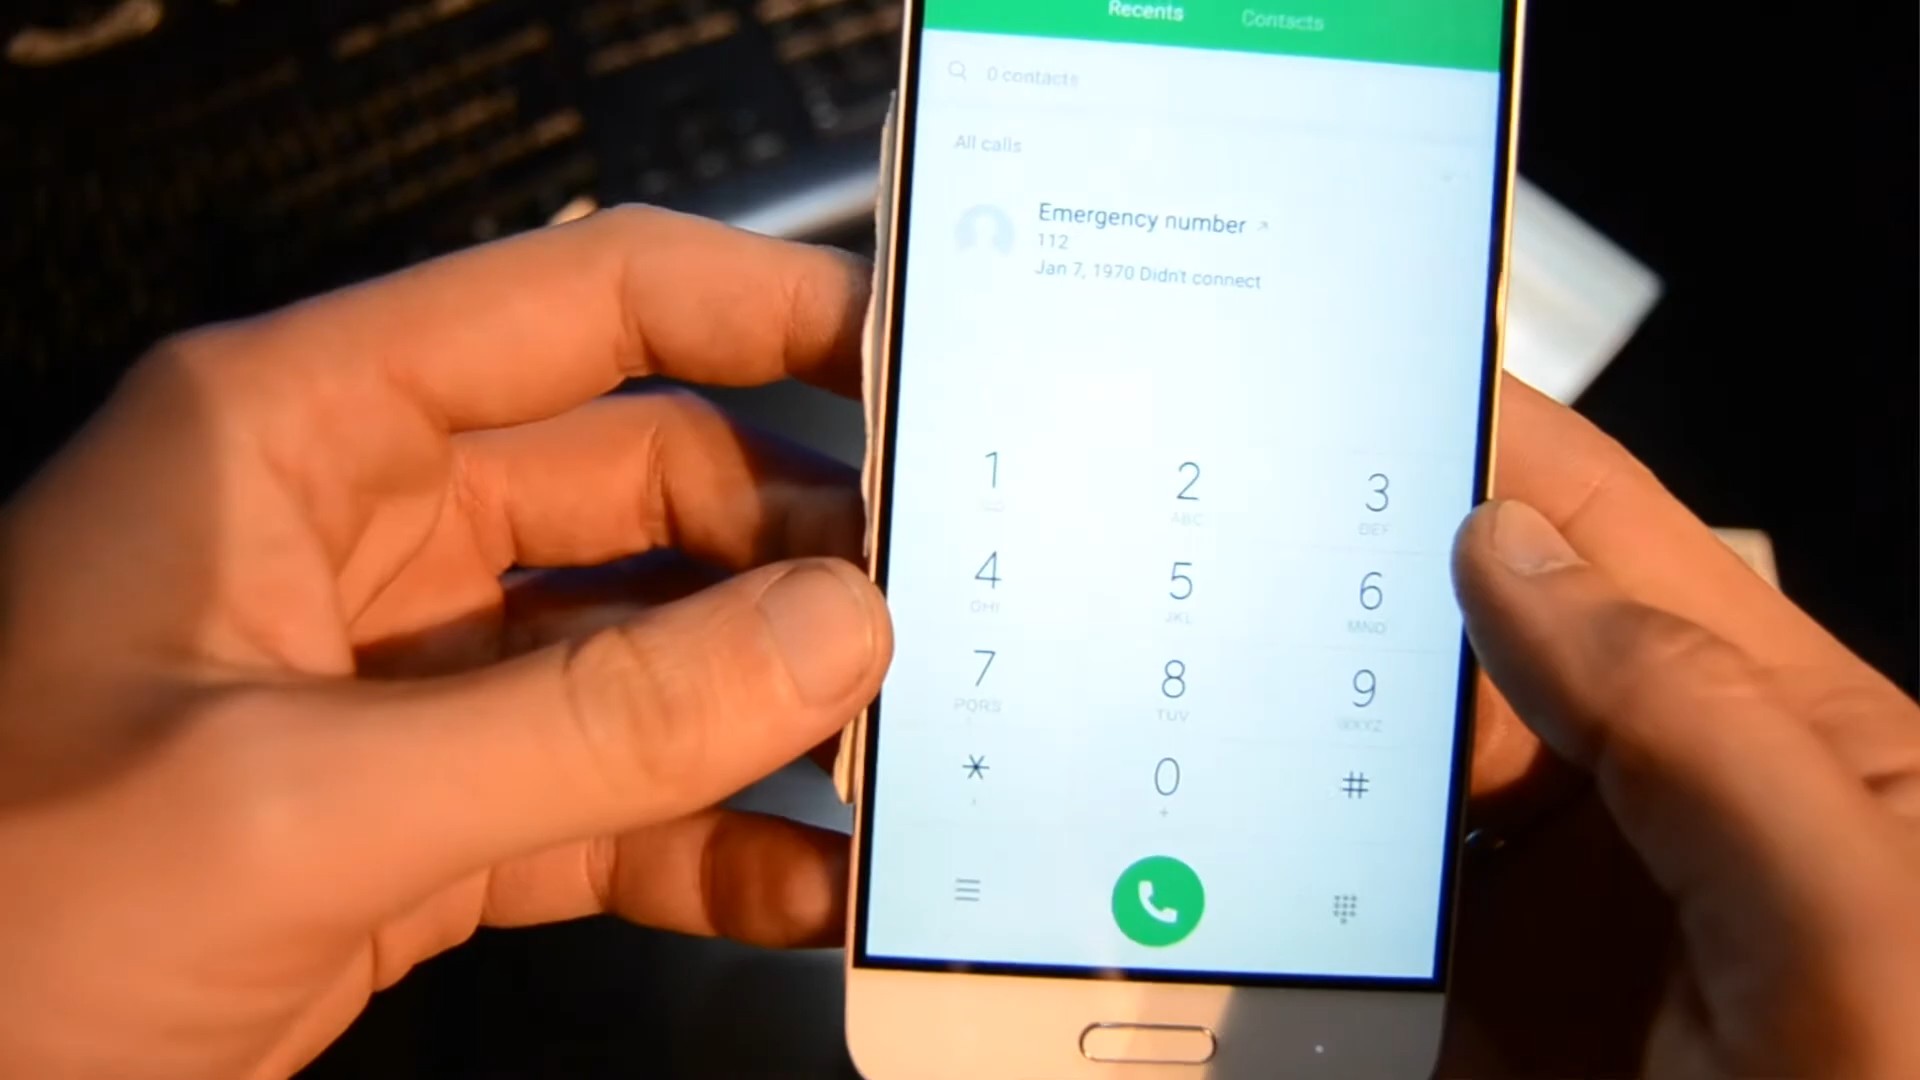 Recents Contacts
0 contacts
All calls
Emergency number
112
Jan 7, 1970 Didn't connect
1 2 3
ABC DEF
4 5 6
GHI JKL MNO
7 8 9
PQRS TUV WXYZ
* 0 #
, +